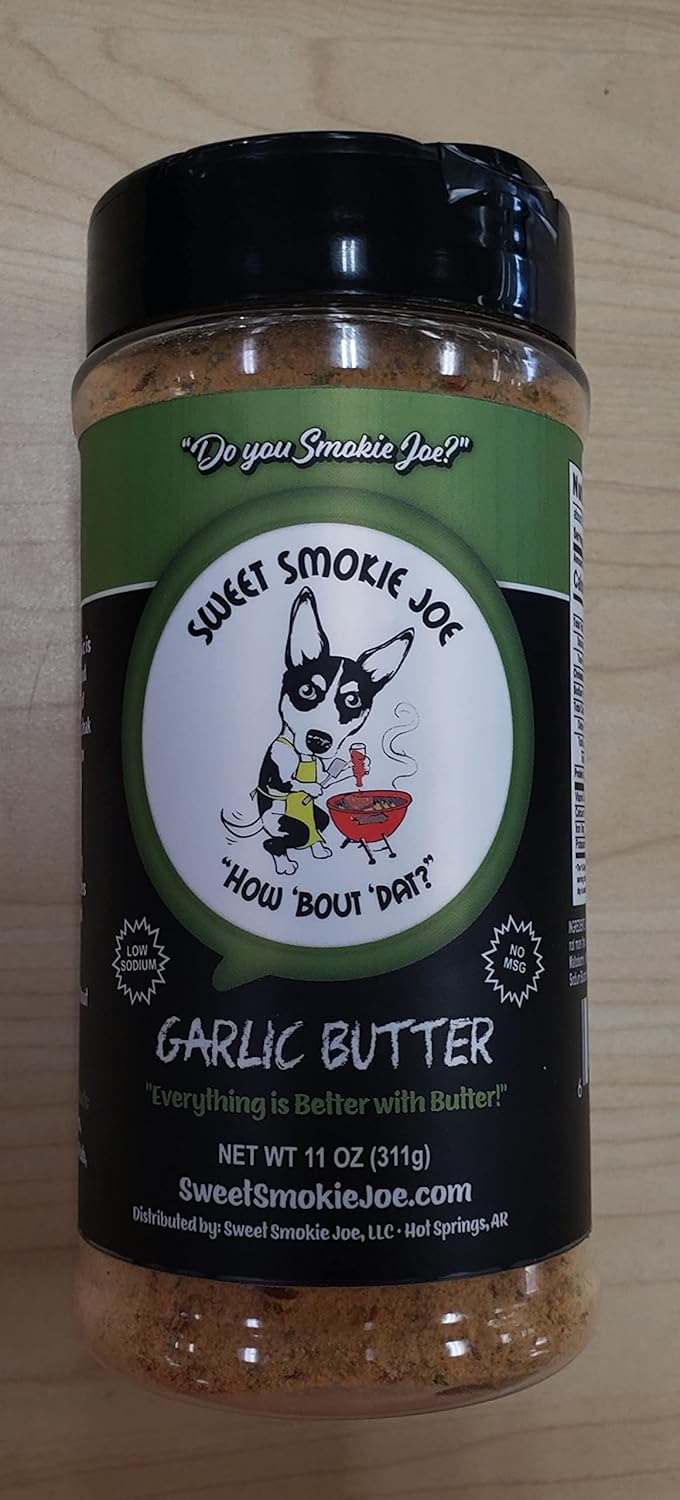 "Do you Smokie Joe?"
SWEET SMOKIE JOE
"HOW 'BOUT 'DAT?"
LOW
SODIUM
NO
MSG
GARLIC BUTTER
"Everything is Better with Butter!"
NET WT 11 OZ (311g)
SweetSmokieJoe.com
Distributed by: Sweet Smokie Joe, LLC • Hot Springs, AR